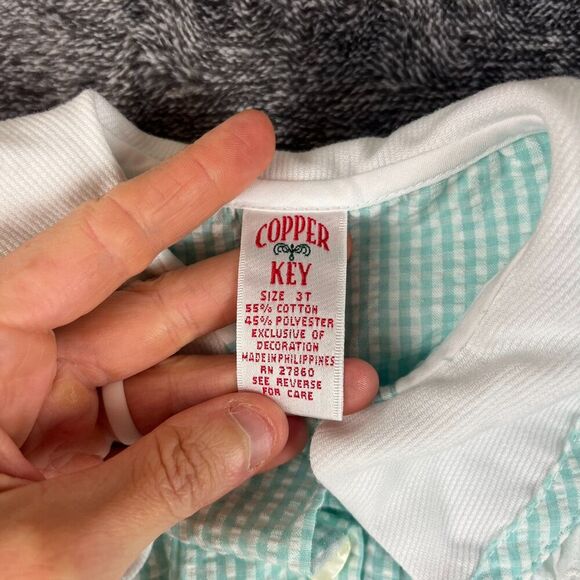 COPPER
KEY
SIZE 3T
55% COTTON
45% POLYESTER
EXCLUSIVE OF
DECORATION
MADE IN PHILIPPINES
RN 27860
SEE REVERSE
FOR CARE